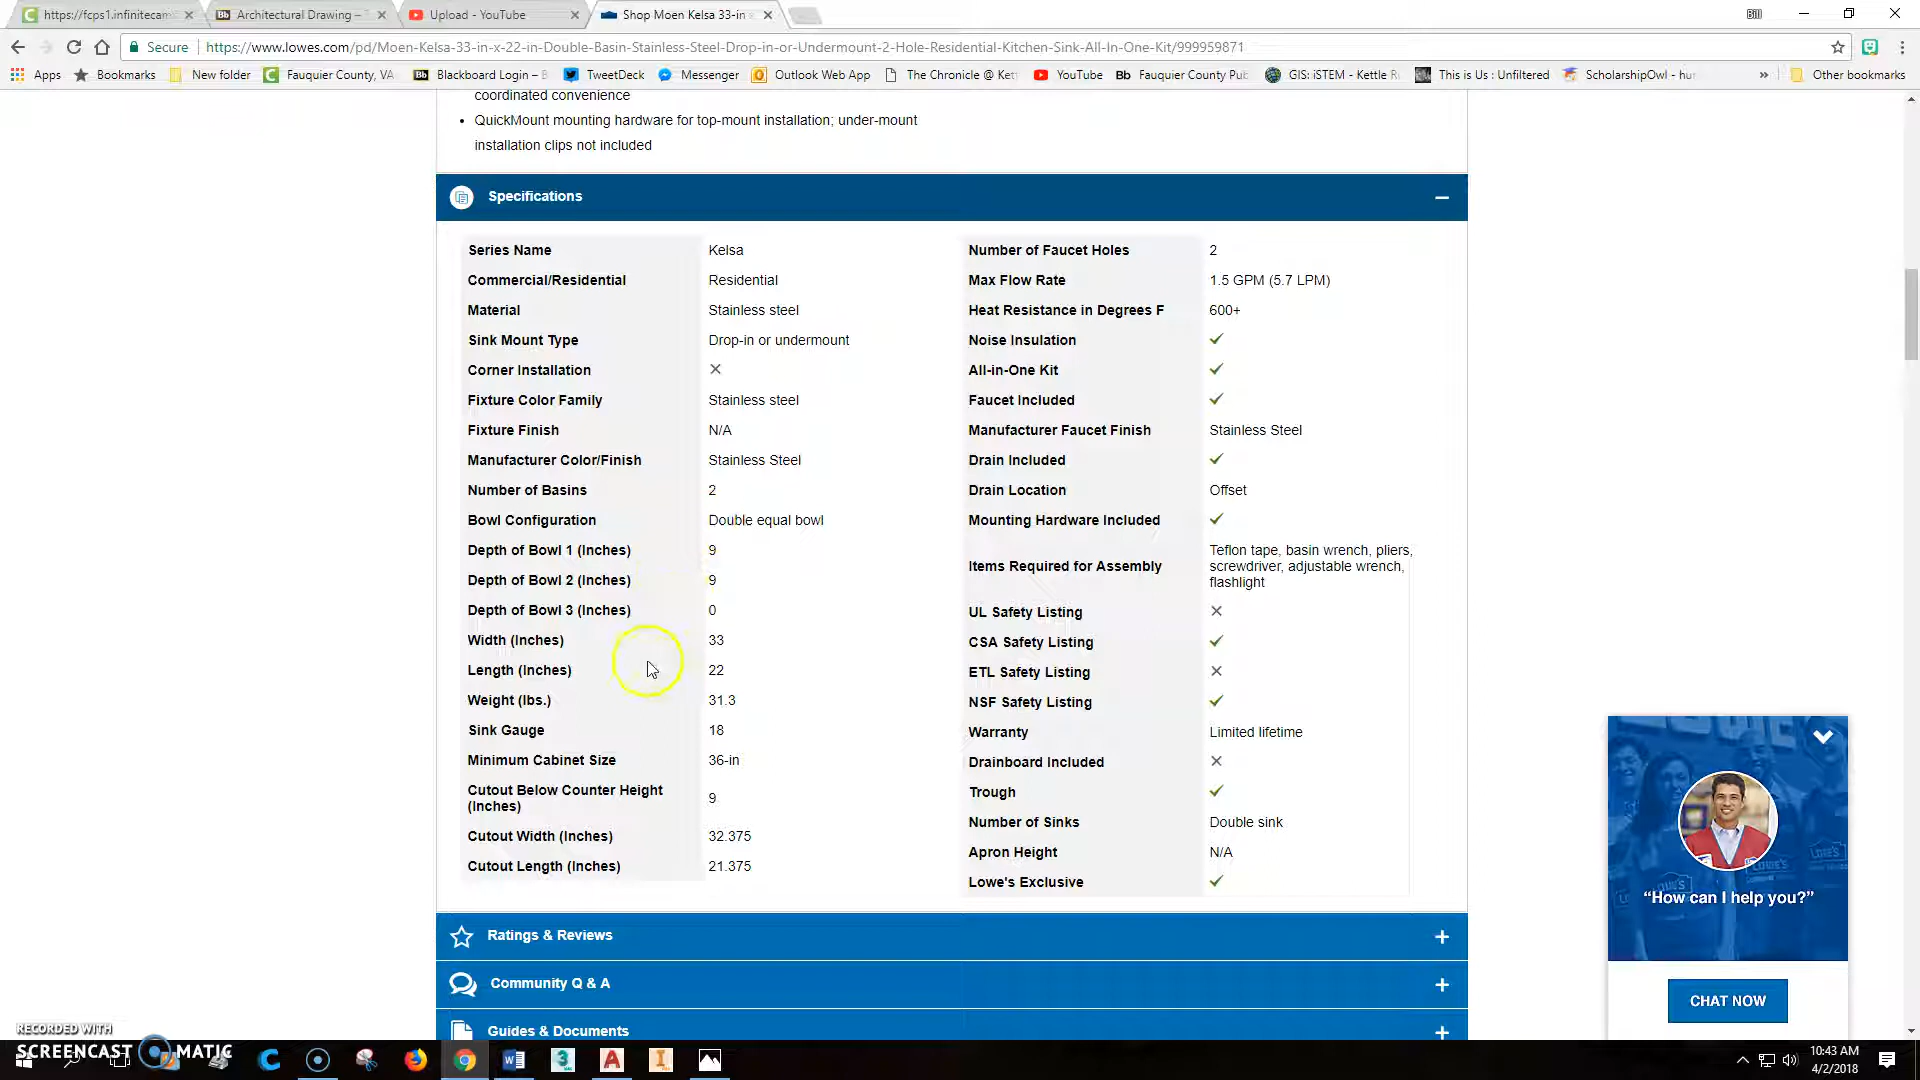 https://fcps1.infinitecam
Architectural Drawing –
Upload - YouTube
Shop Moen Kelsa 33-in
Bill
Secure
https://www.lowes.com/pd/Moen-Kelsa-33-in-x-22-in-Double-Basin-Stainless-Steel-Drop-in-or-Undermount-2-Hole-Residential-Kitchen-Sink-All-In-One-Kit/999959871
Apps
Bookmarks
New folder
Fauquier County, VA
Blackboard Login –
TweetDeck
Messenger
Outlook Web App
The Chronicle @ Kett
YouTube
Fauquier County Pub
GIS: iSTEM - Kettle
This is Us : Unfiltered
ScholarshipOwl - hun
»
Other bookmarks
coordinated convenience
• QuickMount mounting hardware for top-mount installation; under-mount
installation clips not included
Specifications
Series Name Kelsa
Commercial/Residential Residential
Material Stainless steel
Sink Mount Type Drop-in or undermount
Corner Installation ✕
Fixture Color Family Stainless steel
Fixture Finish N/A
Manufacturer Color/Finish Stainless Steel
Number of Basins 2
Bowl Configuration Double equal bowl
Depth of Bowl 1 (Inches) 9
Depth of Bowl 2 (Inches) 9
Depth of Bowl 3 (Inches) 0
Width (Inches) 33
Length (Inches) 22
Weight (lbs.) 31.3
Sink Gauge 18
Minimum Cabinet Size 36-in
Cutout Below Counter Height
(Inches) 9
Cutout Width (Inches) 32.375
Cutout Length (Inches) 21.375
Number of Faucet Holes 2
Max Flow Rate 1.5 GPM (5.7 LPM)
Heat Resistance in Degrees F 600+
Noise Insulation ✓
All-in-One Kit ✓
Faucet Included ✓
Manufacturer Faucet Finish Stainless Steel
Drain Included ✓
Drain Location Offset
Mounting Hardware Included ✓
Items Required for Assembly
Teflon tape, basin wrench, pliers,
screwdriver, adjustable wrench,
flashlight
UL Safety Listing ✕
CSA Safety Listing ✓
ETL Safety Listing ✕
NSF Safety Listing ✓
Warranty Limited lifetime
Drainboard Included ✕
Trough ✓
Number of Sinks Double sink
Apron Height N/A
Lowe's Exclusive ✓
Ratings & Reviews
Community Q & A
Guides & Documents
“How can I help you?”
CHAT NOW
RECORDED WITH
SCREENCAST MATIC
10:43 AM
4/2/2018